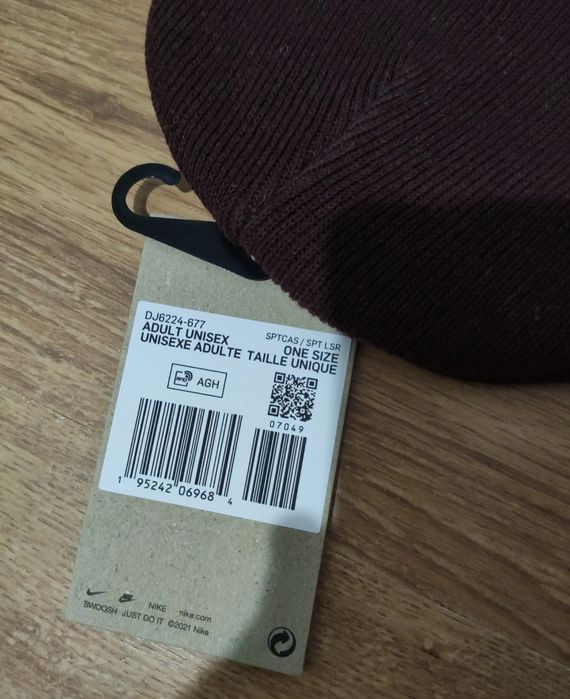 DJ6224-677
ADULT UNISEX SPTCAS / SPT LSR
UNISEXE ADULTE ONE SIZE
TAILLE UNIQUE
RFID AGH
07049
1 95242 06968 4
NIKE nike.com
SWOOSH JUST DO IT ©2021 Nike